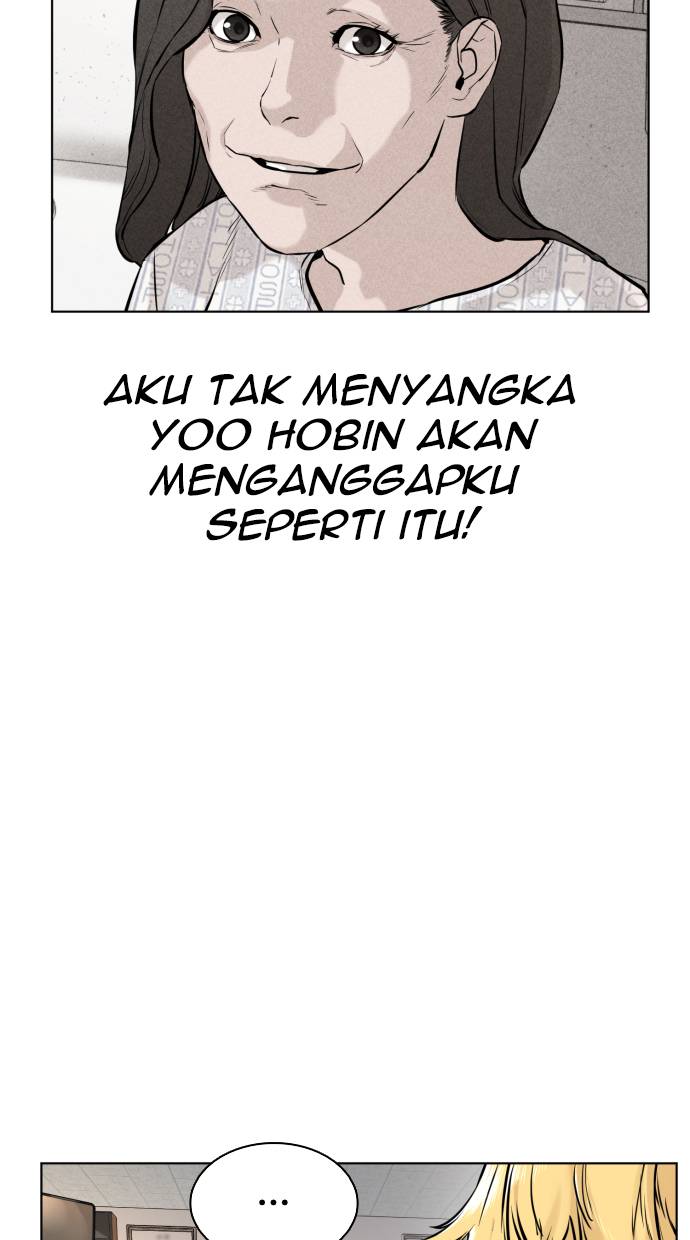 AKU TAK MENYANGKA
YOO HOBIN AKAN
MENGANGGAPKU
SEPERTI ITU!
...